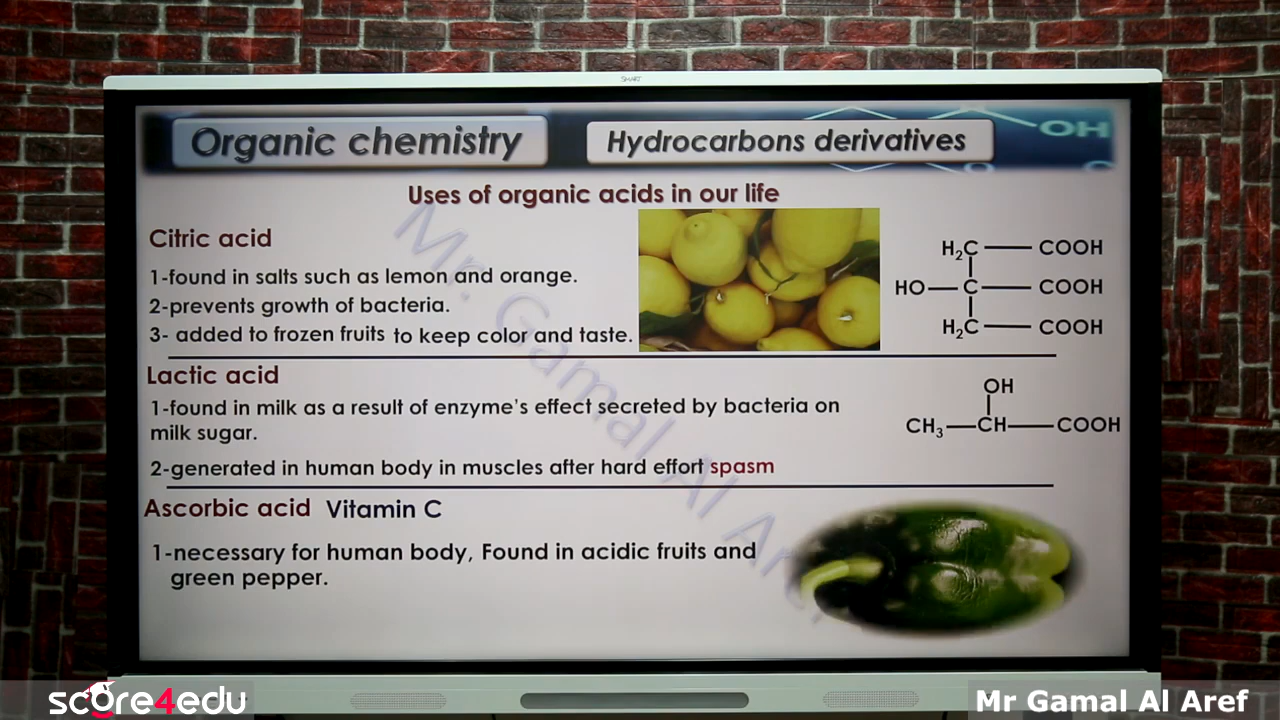 SMART
Organic chemistry
Hydrocarbons derivatives
OH
O
Uses of organic acids in our life
Citric acid
1-found in salts such as lemon and orange.
2-prevents growth of bacteria.
3- added to frozen fruits to keep color and taste.
H₂C — COOH
HO — C — COOH
H₂C — COOH
Lactic acid
1-found in milk as a result of enzyme's effect secreted by bacteria on
milk sugar.
2-generated in human body in muscles after hard effort spasm
OH
CH₃—CH—COOH
Ascorbic acid Vitamin C
1-necessary for human body, Found in acidic fruits and
green pepper.
Mr. Gamal Al Aref
score4edu
Mr Gamal Al Aref